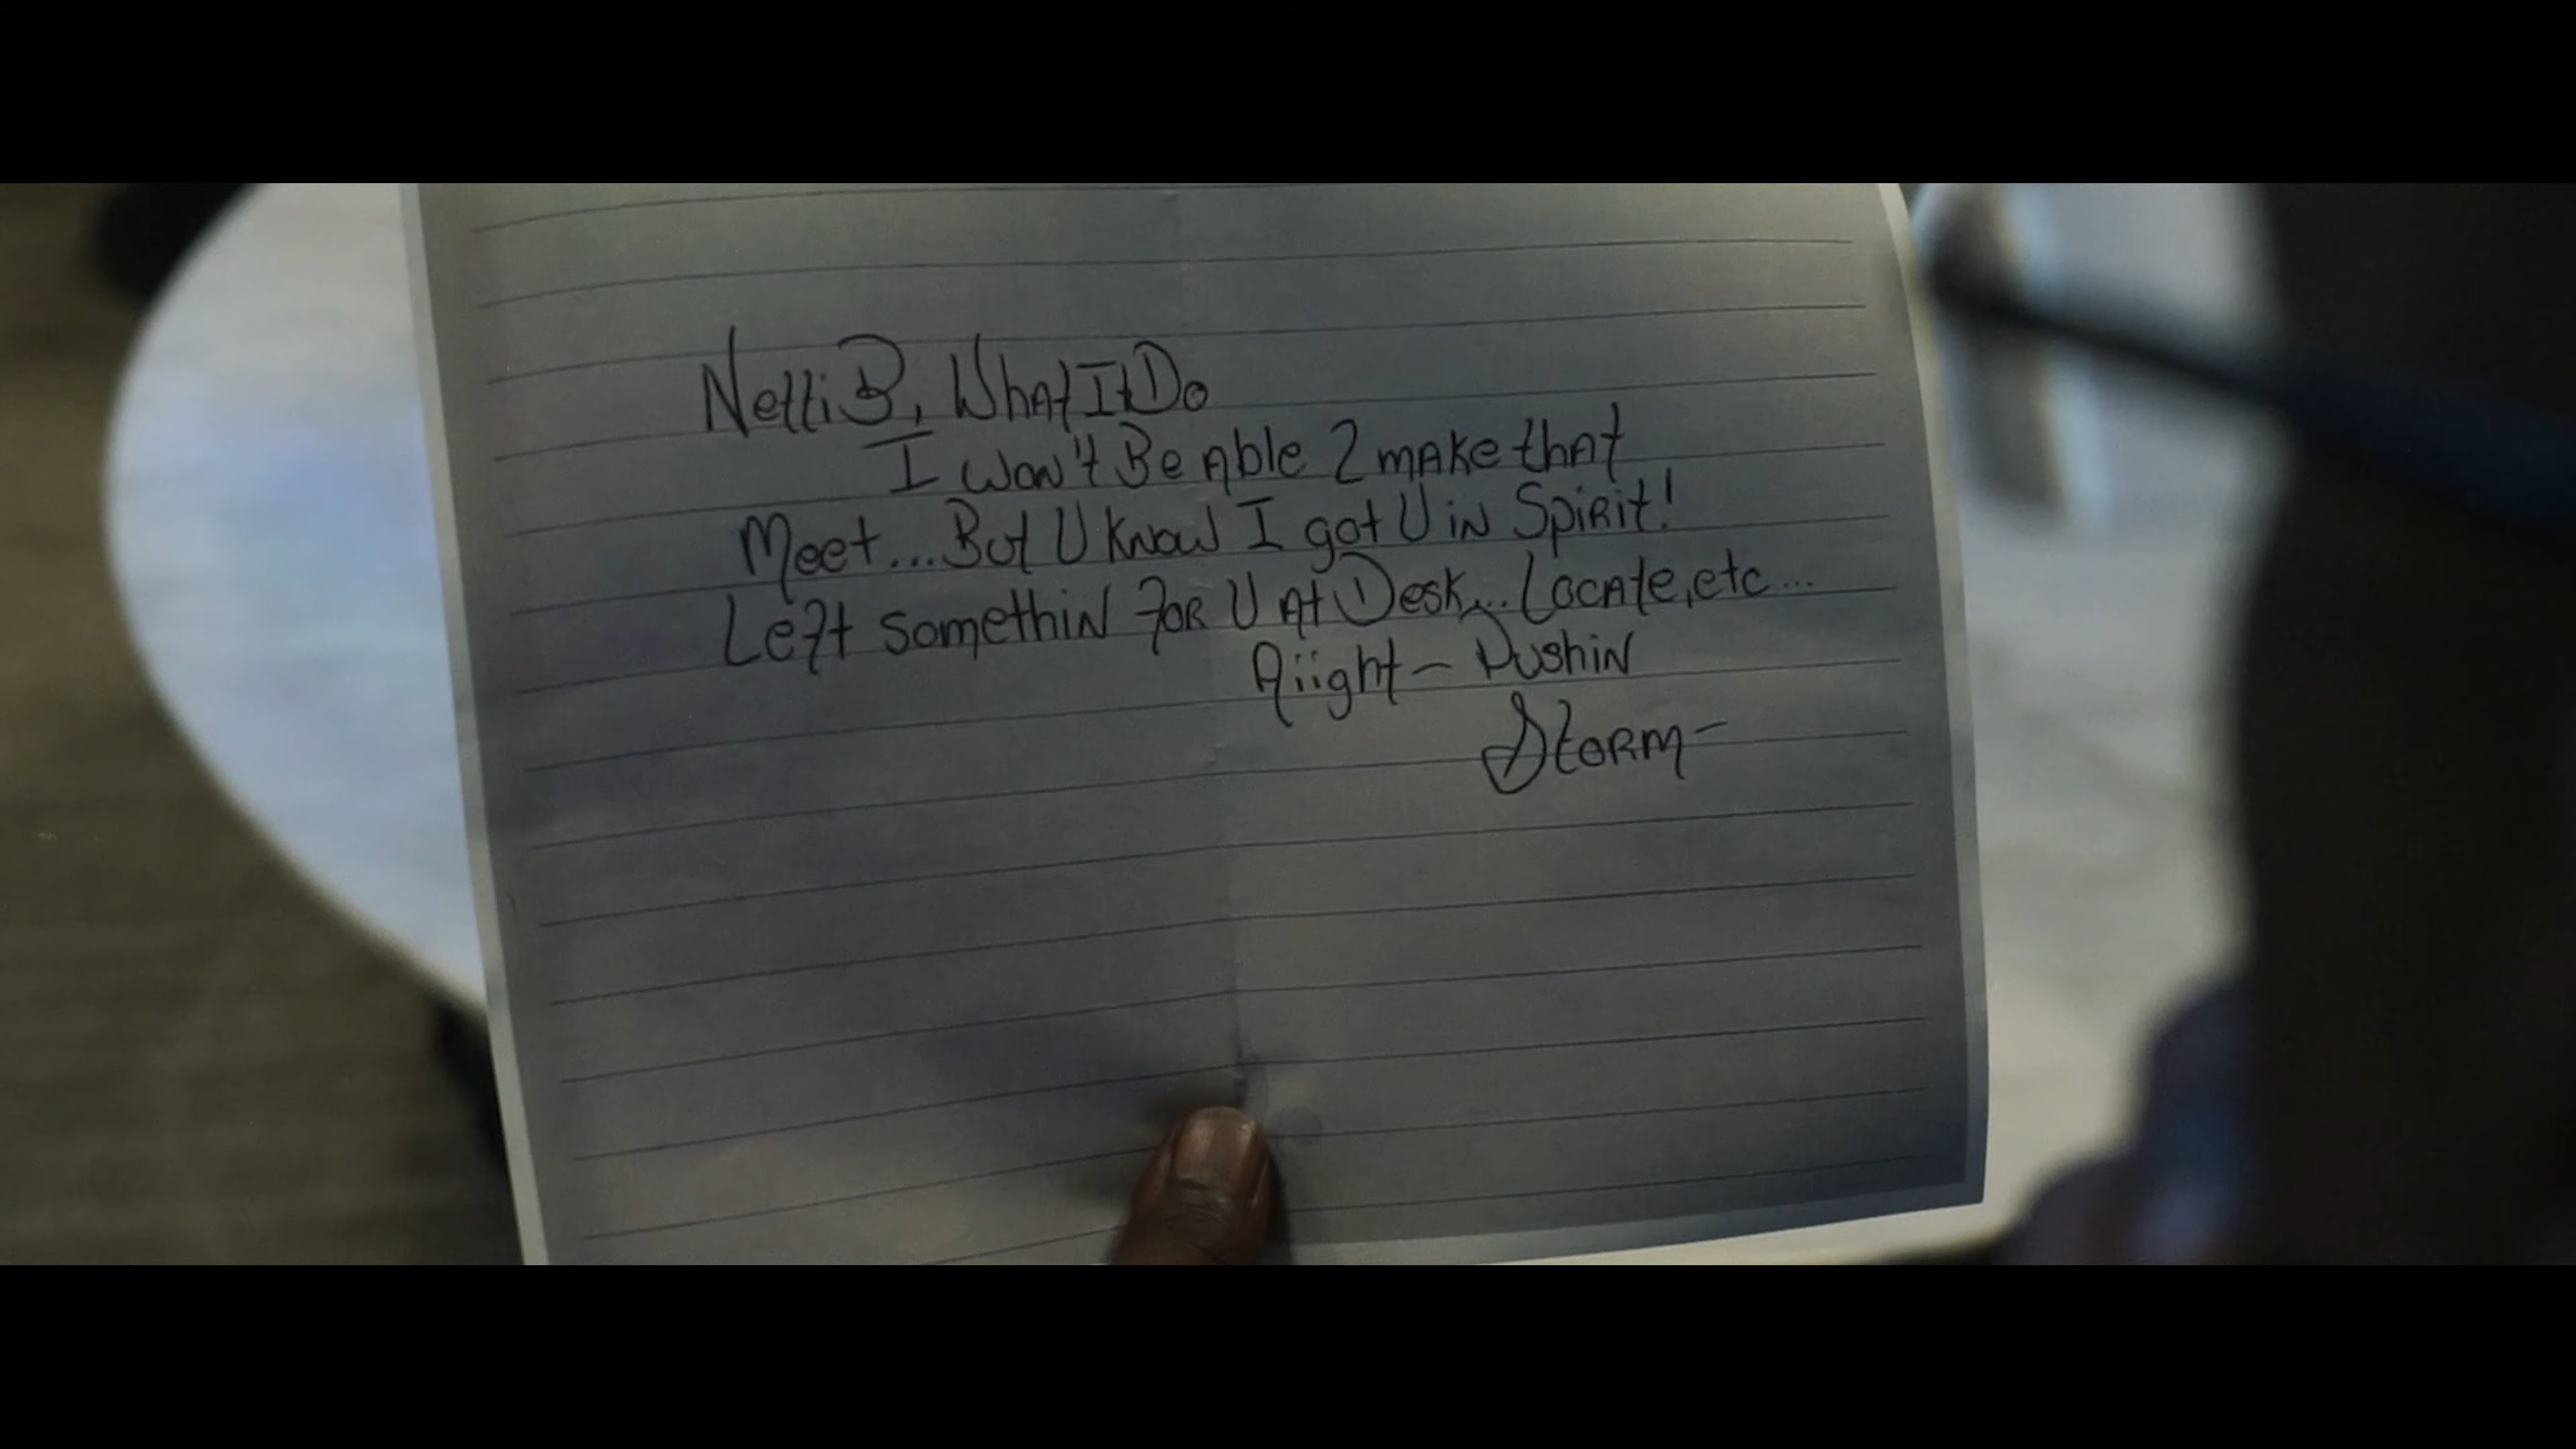 Netti B, What It Do
I won't Be Able 2 make that
Meet... But U Know I got U in Spirit!
Left somethin for U At Desk... Locate, etc...
Aiight - Pushin
Storm -